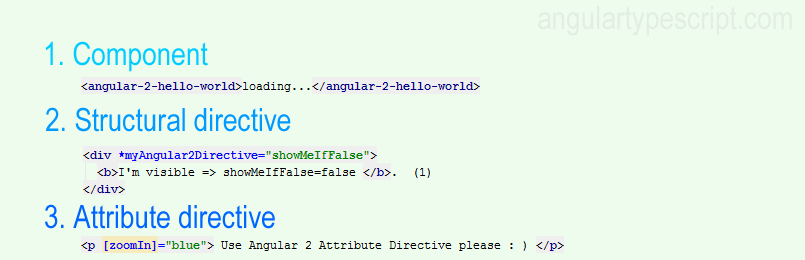 angulartypescript.com
1. Component
<angular-2-hello-world>loading...</angular-2-hello-world>
2. Structural directive
<div *myAngular2Directive="showMeIfFalse">
<b>I'm visible => showMeIfFalse=false </b>. (1)
</div>
3. Attribute directive
<p [zoomIn]="blue"> Use Angular 2 Attribute Directive please : ) </p>